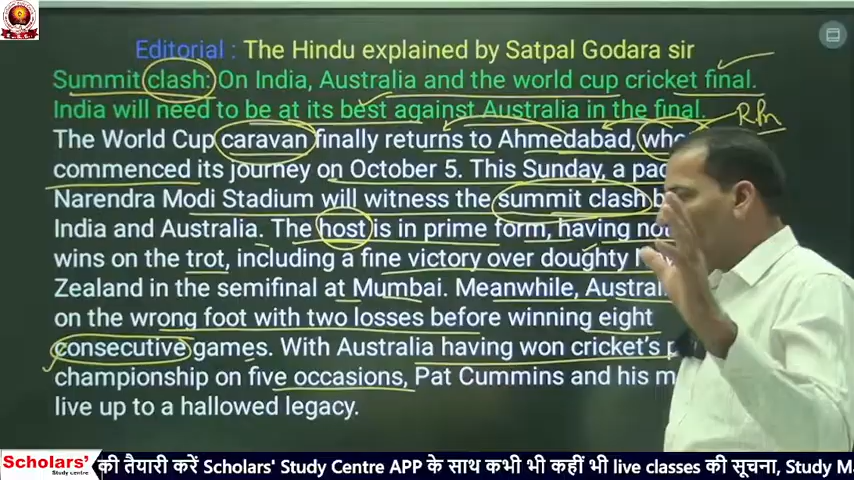 Editorial : The Hindu explained by Satpal Godara sir
Summit clash: On India, Australia and the world cup cricket final.
India will need to be at its best against Australia in the final.
RPn
The World Cup caravan finally returns to Ahmedabad,
commenced its journey on October 5. This Sunday, a
Narendra Modi Stadium will witness the summit clash
India and Australia. The host is in prime form, having
wins on the trot, including a fine victory over doughty
Zealand in the semifinal at Mumbai. Meanwhile,
on the wrong foot with two losses before winning eight
consecutive games. With Australia having won cricket's
championship on five occasions, Pat Cummins and his
live up to a hallowed legacy.
Scholars'
Study centre
की तैयारी करें Scholars' Study Centre APP के साथ कभी भी कहीं भी live classes की सूचना, Study